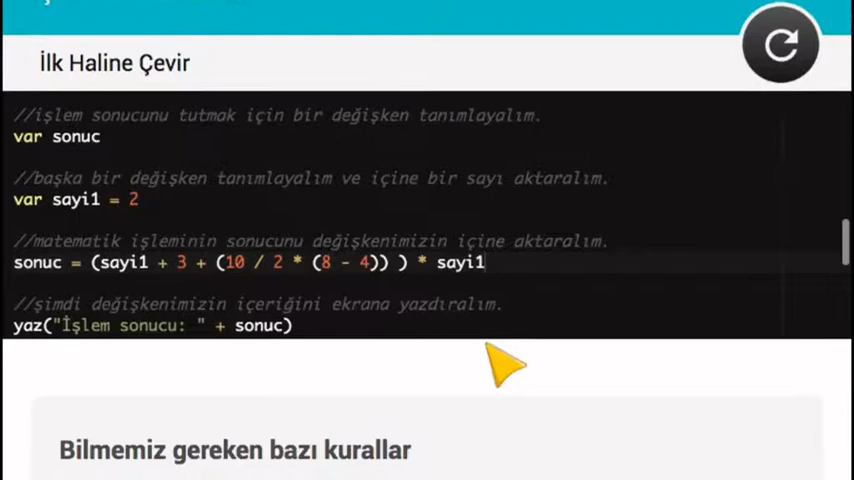 İlk Haline Çevir
//işlem sonucunu tutmak için bir değişken tanımlayalım.
var sonuc
//başka bir değişken tanımlayalım ve içine bir sayı aktaralım.
var sayi1 = 2
//matematik işleminin sonucunu değişkenimizin içine aktaralım.
sonuc = (sayi1 + 3 + (10 / 2 * (8 - 4)) ) * sayi1
//şimdi değişkenimizin içeriğini ekrana yazdıralım.
yaz("İşlem sonucu: " + sonuc)
Bilmemiz gereken bazı kurallar